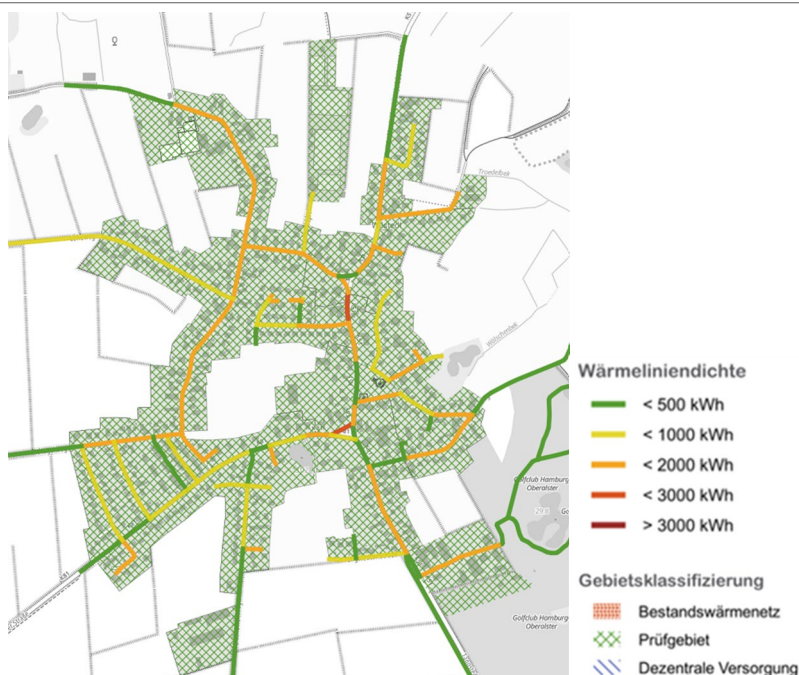 Troedelbat
Wärmeliniendichte
< 500 kWh
< 1000 kWh
< 2000 kWh
< 3000 kWh
> 3000 kWh
Golfclub Hamburg
Oberalster
Gebietsklassifizierung
Bestandswärmenetz
Prüfgebiet
Golfclub Hamburg
Oberalster
Dezentrale Versorgung